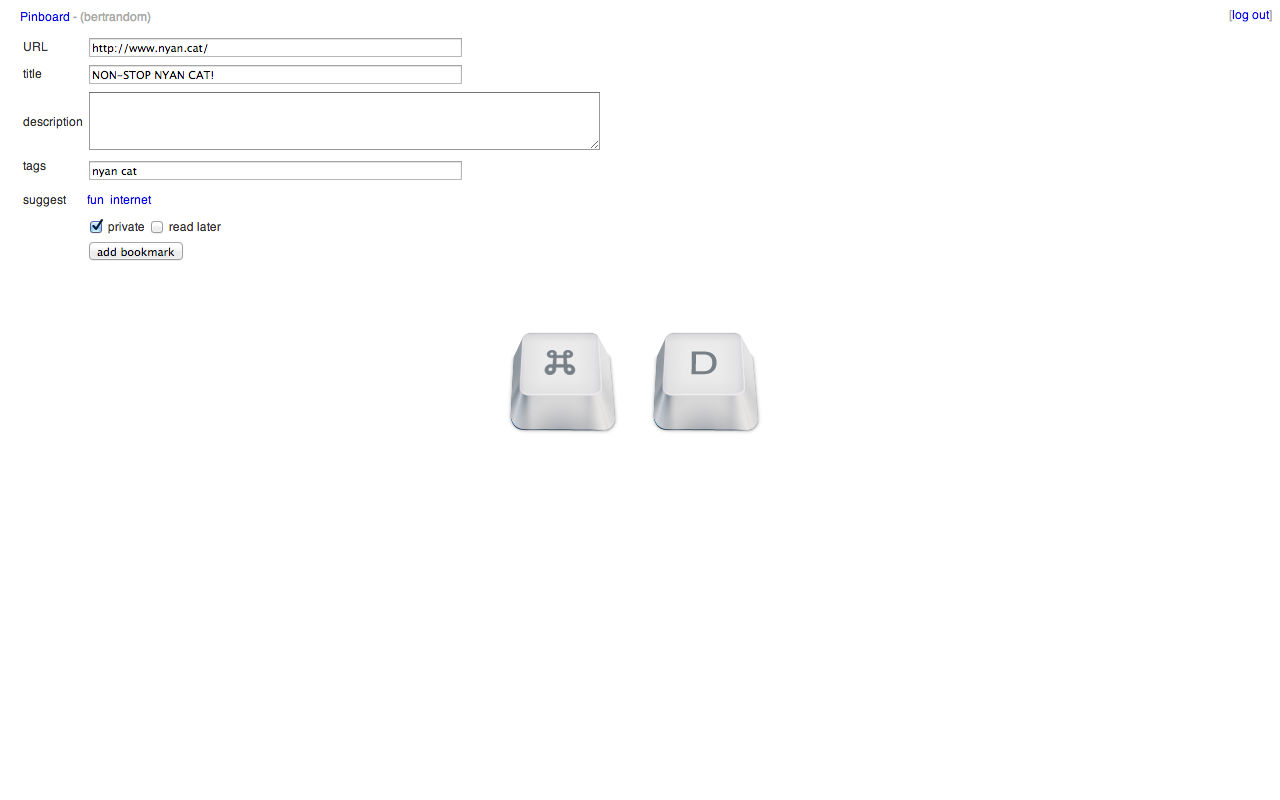 Pinboard - (bertrandom) [log out]
URL http://www.nyan.cat/
title NON-STOP NYAN CAT!
description
tags nyan cat
suggest fun internet
private read later
add bookmark
⌘ D